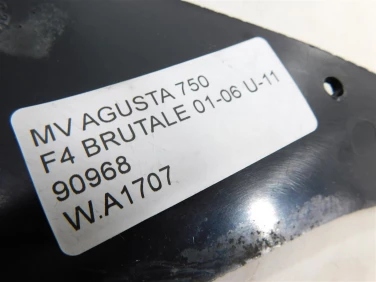 MV AGUSTA 750
F4 BRUTALE 01-06 U-11
90968
W.A1707